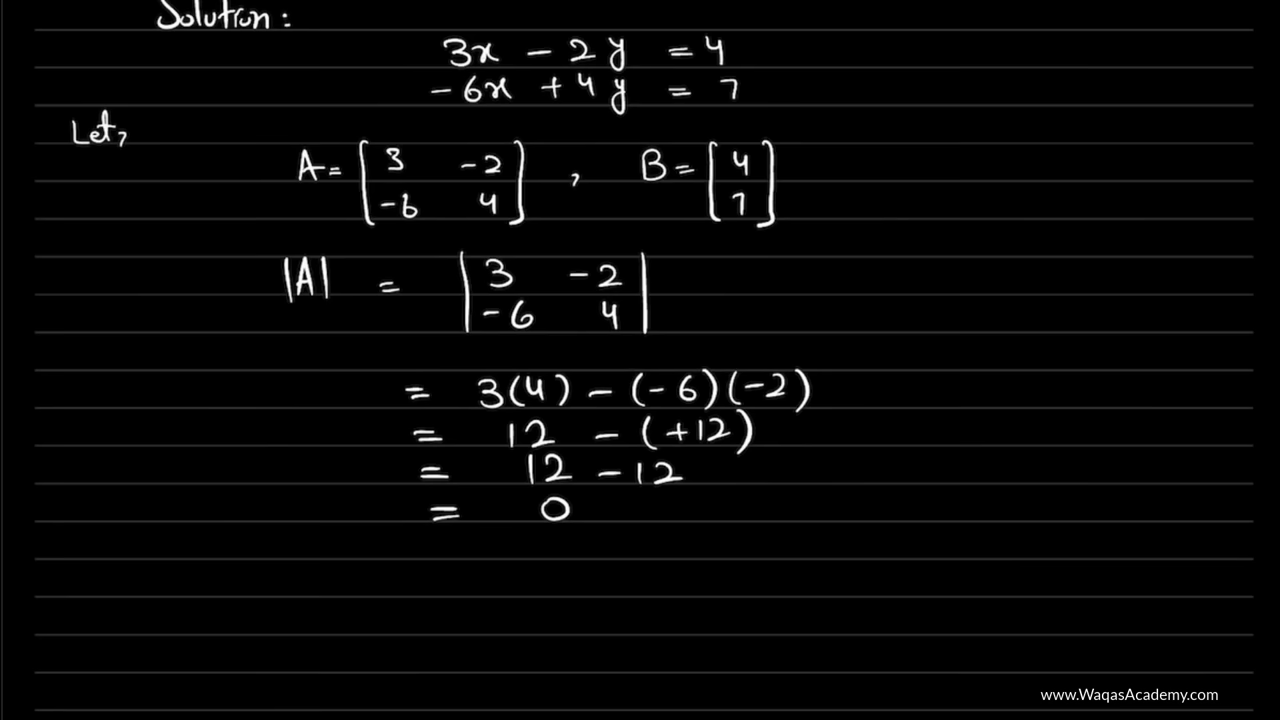 Solution:
3x - 2y = 4
-6x + 4y = 7
Let,
A = [3 -2
-6 4] , B = [4
7]
|A| = |3 -2
-6 4|
= 3(4) - (-6)(-2)
= 12 - (+12)
= 12 - 12
= 0
www.WaqasAcademy.com